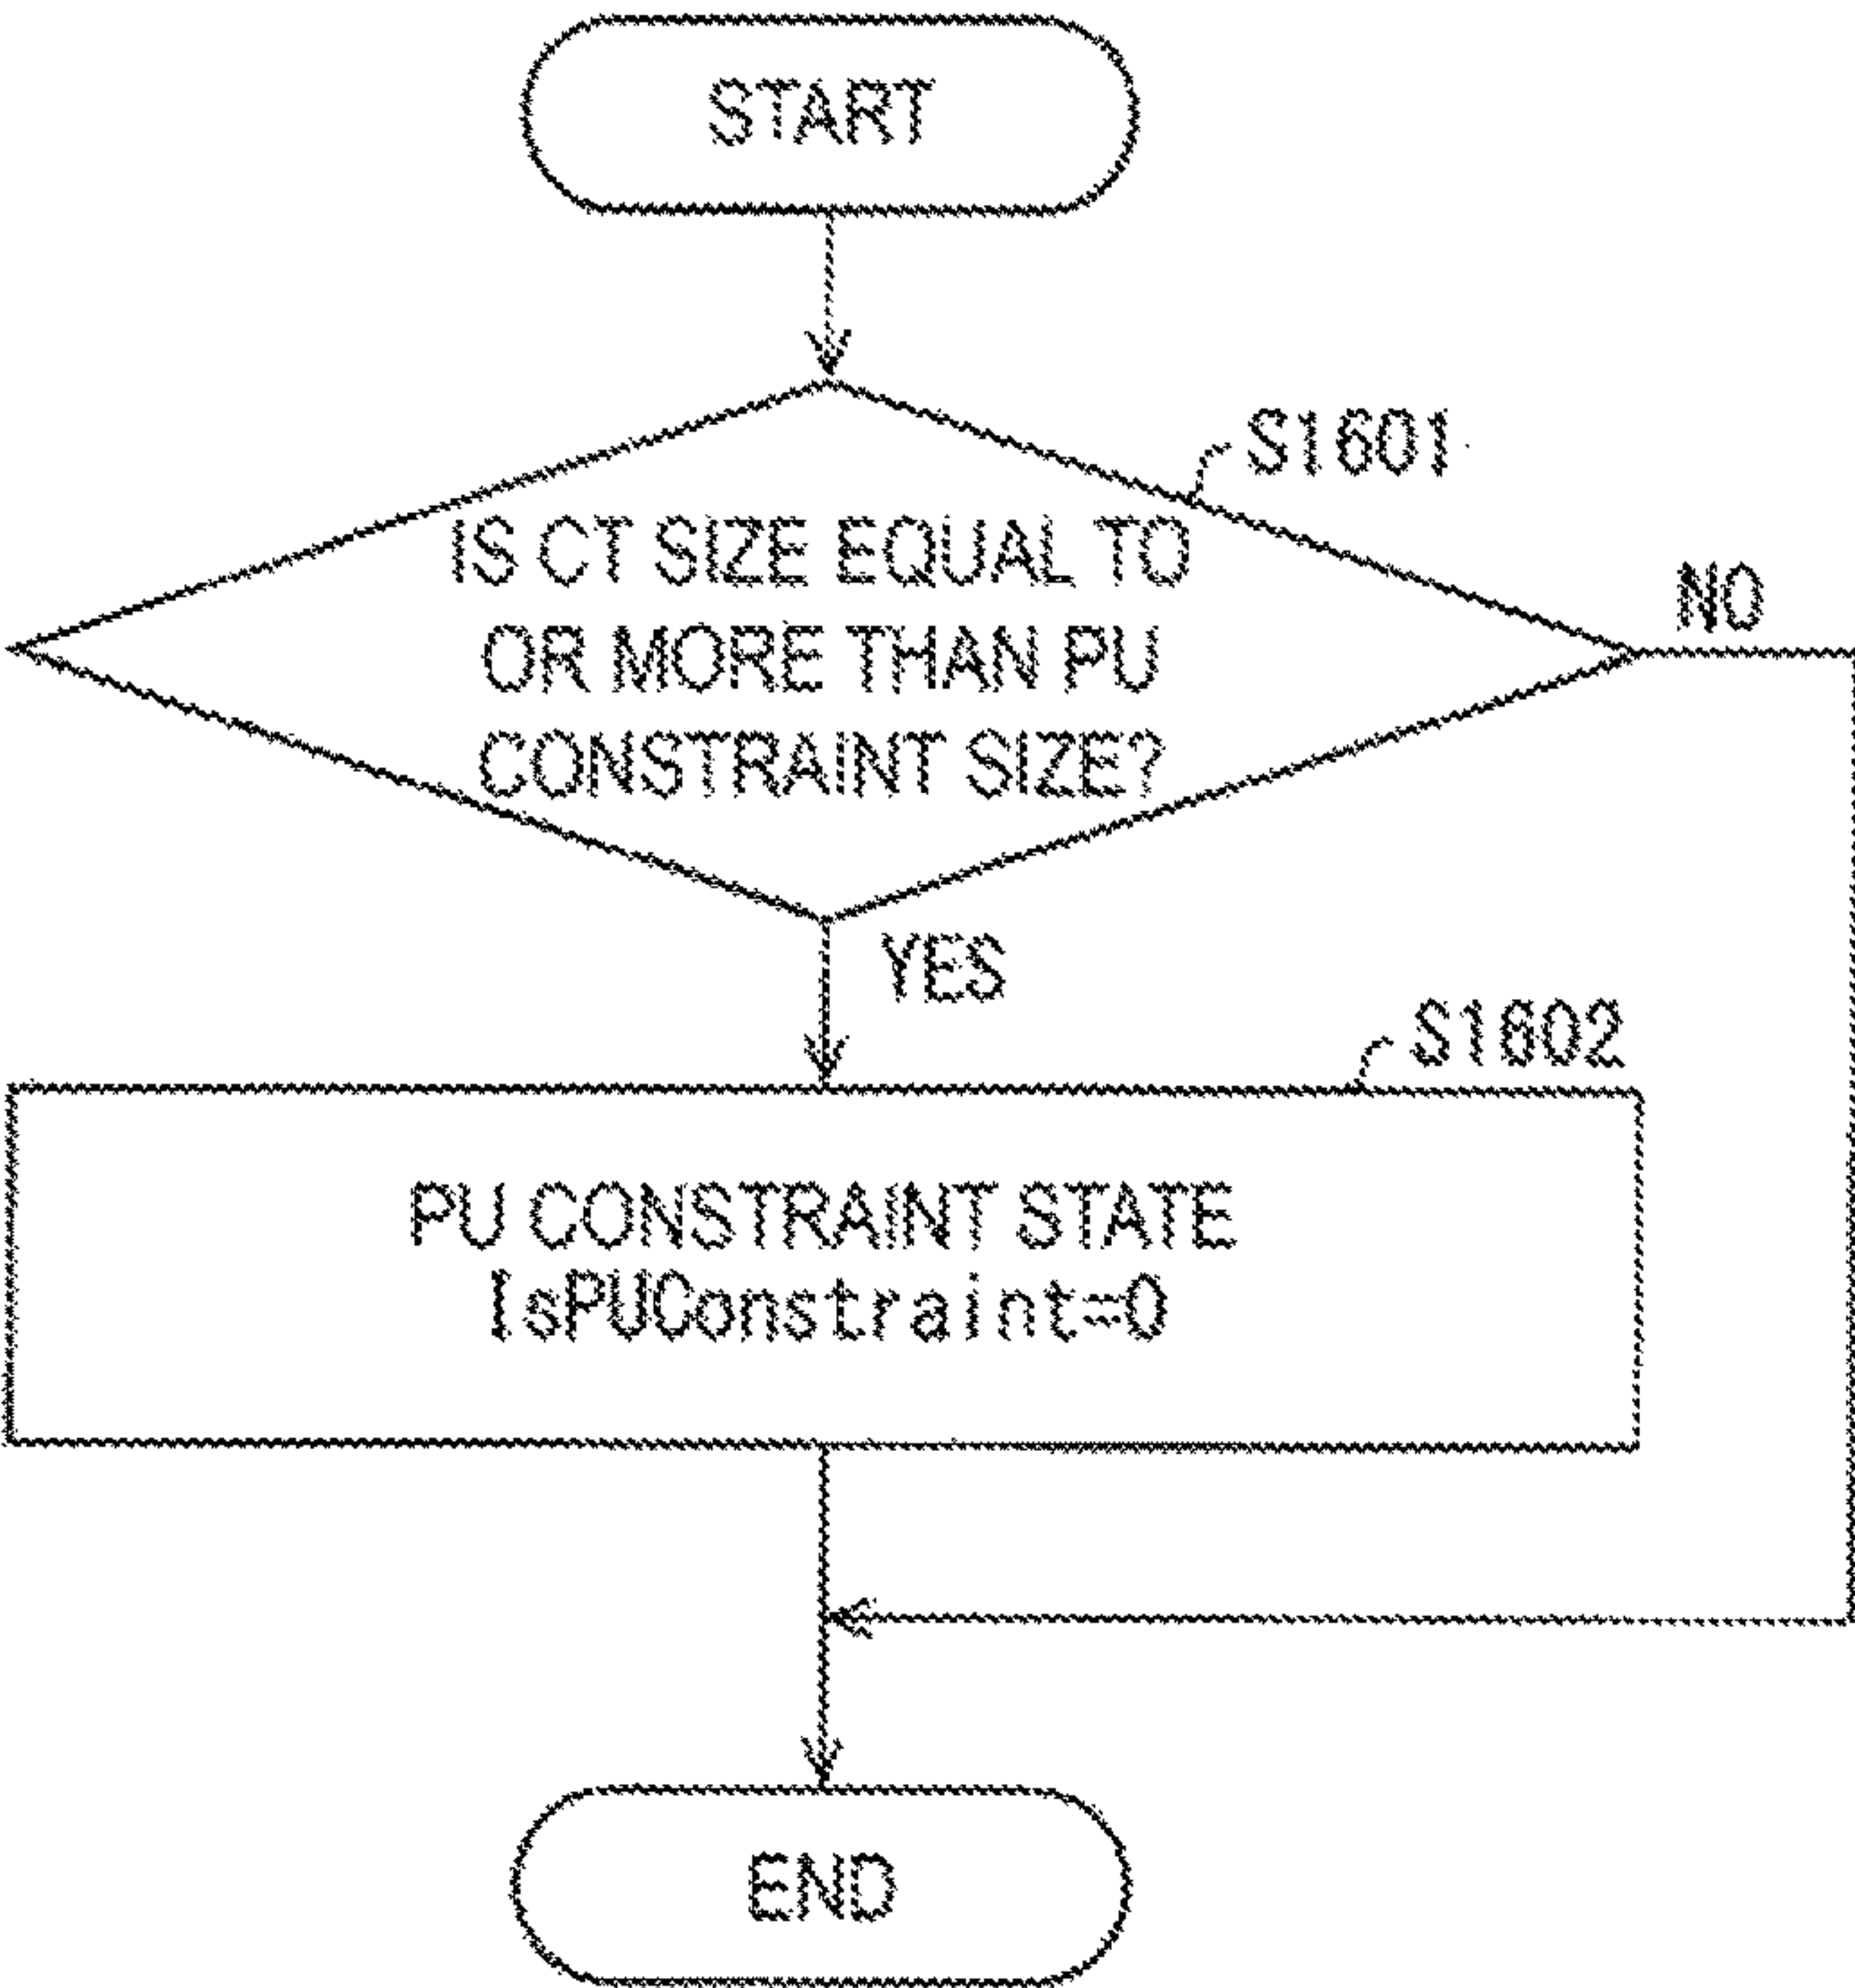 START
S1601
IS CT SIZE EQUAL TO
OR MORE THAN PU
CONSTRAINT SIZE?
NO
YES
S1602
PU CONSTRAINT STATE
IsPUConstraint=0
END